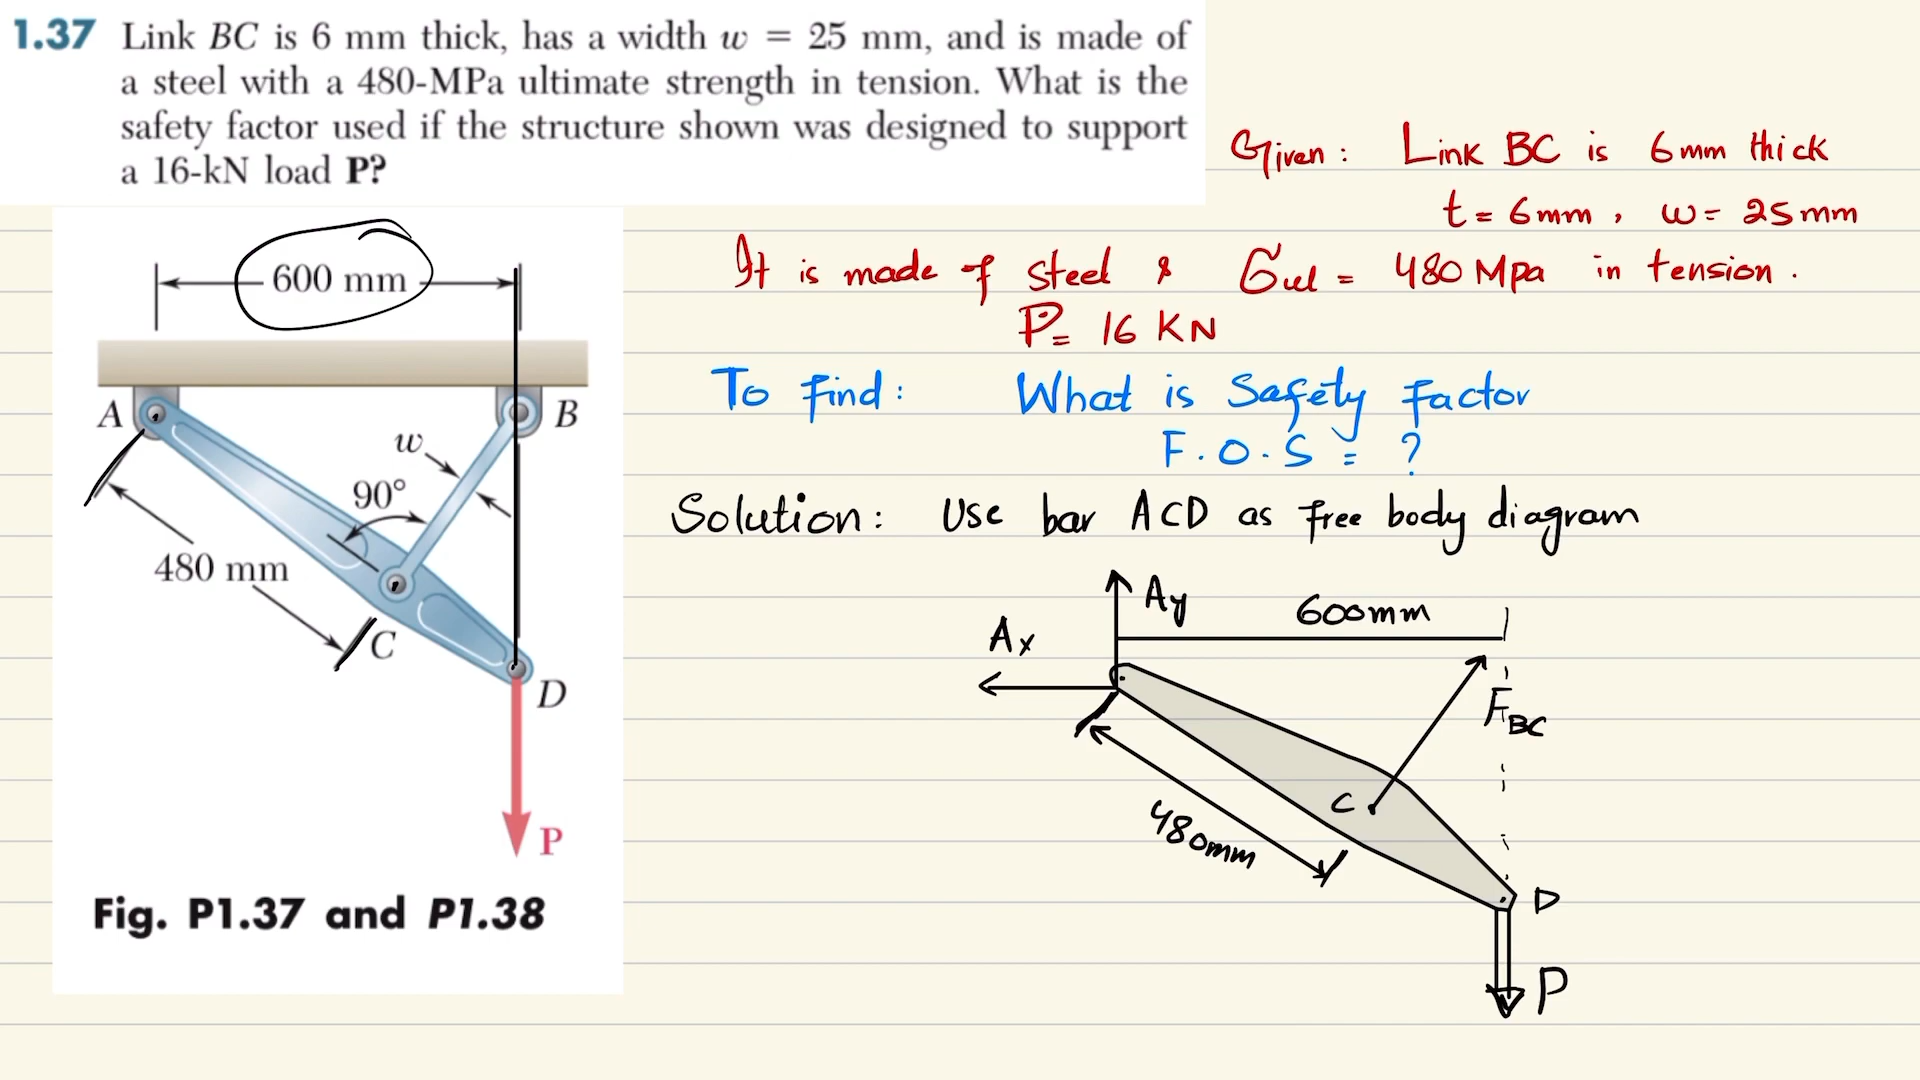 1.37 Link BC is 6 mm thick, has a width w = 25 mm, and is made of
a steel with a 480-MPa ultimate strength in tension. What is the
safety factor used if the structure shown was designed to support
a 16-kN load P?
Given : Link BC is 6mm thick
t = 6mm , w = 25mm
It is made of steel & σul = 480 Mpa in tension .
P = 16 KN
To find : What is Safety factor
F.O.S = ?
Solution : Use bar ACD as free body diagram
600 mm
A
B
w
90°
480 mm
C
D
P
Fig. P1.37 and P1.38
Ay
600mm
Ax
FBC
480mm
C
D
P